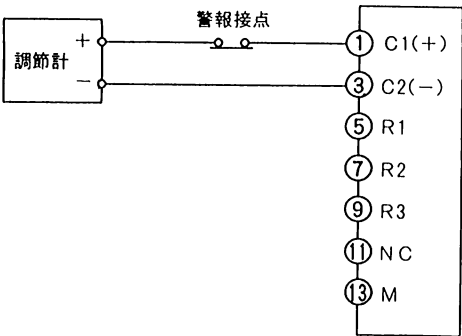 警報接点
調節計
+
−
① C1(+)
③ C2(−)
⑤ R1
⑦ R2
⑨ R3
⑪ NC
⑬ M